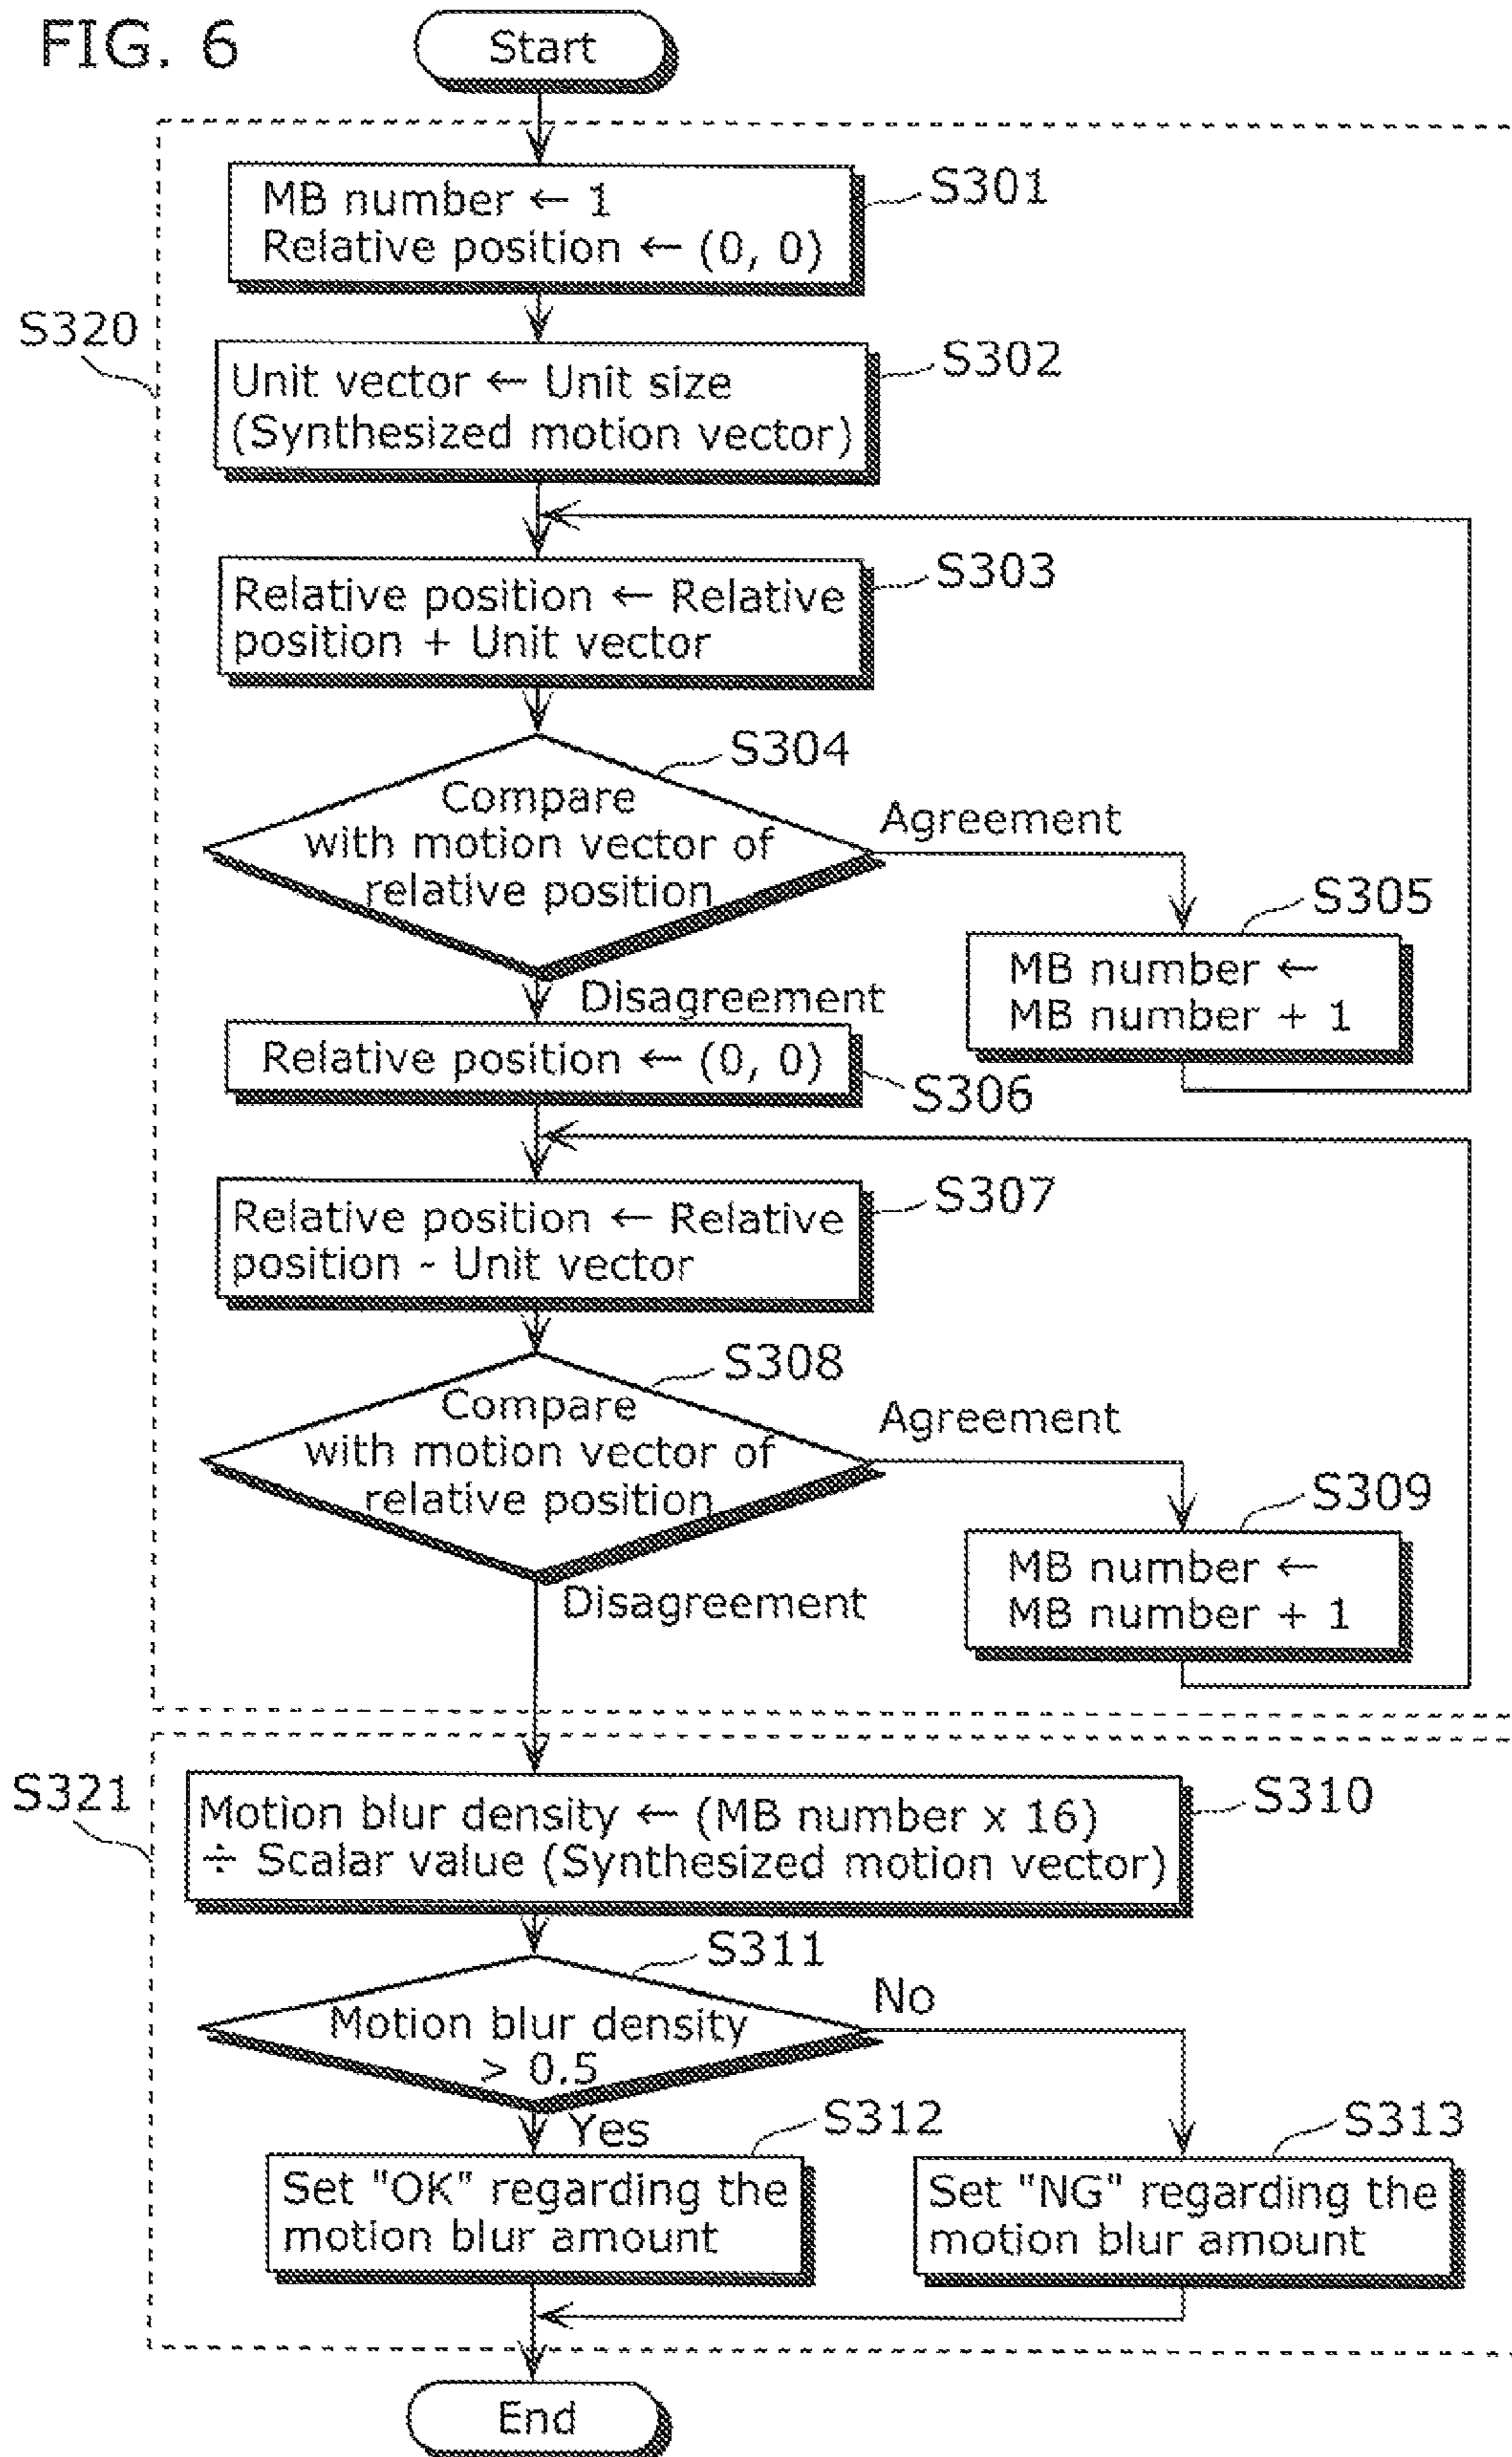 FIG. 6
Start
S301
MB number ← 1
Relative position ← (0, 0)
S320
S302
Unit vector ← Unit size
(Synthesized motion vector)
S303
Relative position ← Relative
position + Unit vector
S304
Compare
with motion vector of
relative position
Agreement
S305
MB number ←
MB number + 1
Disagreement
Relative position ← (0, 0)
S306
S307
Relative position ← Relative
position - Unit vector
S308
Compare
with motion vector of
relative position
Agreement
S309
MB number ←
MB number + 1
Disagreement
S321
S310
Motion blur density ← (MB number x 16)
÷ Scalar value (Synthesized motion vector)
S311
Motion blur density
> 0.5
No
Yes
S312
Set "OK" regarding the
motion blur amount
S313
Set "NG" regarding the
motion blur amount
End